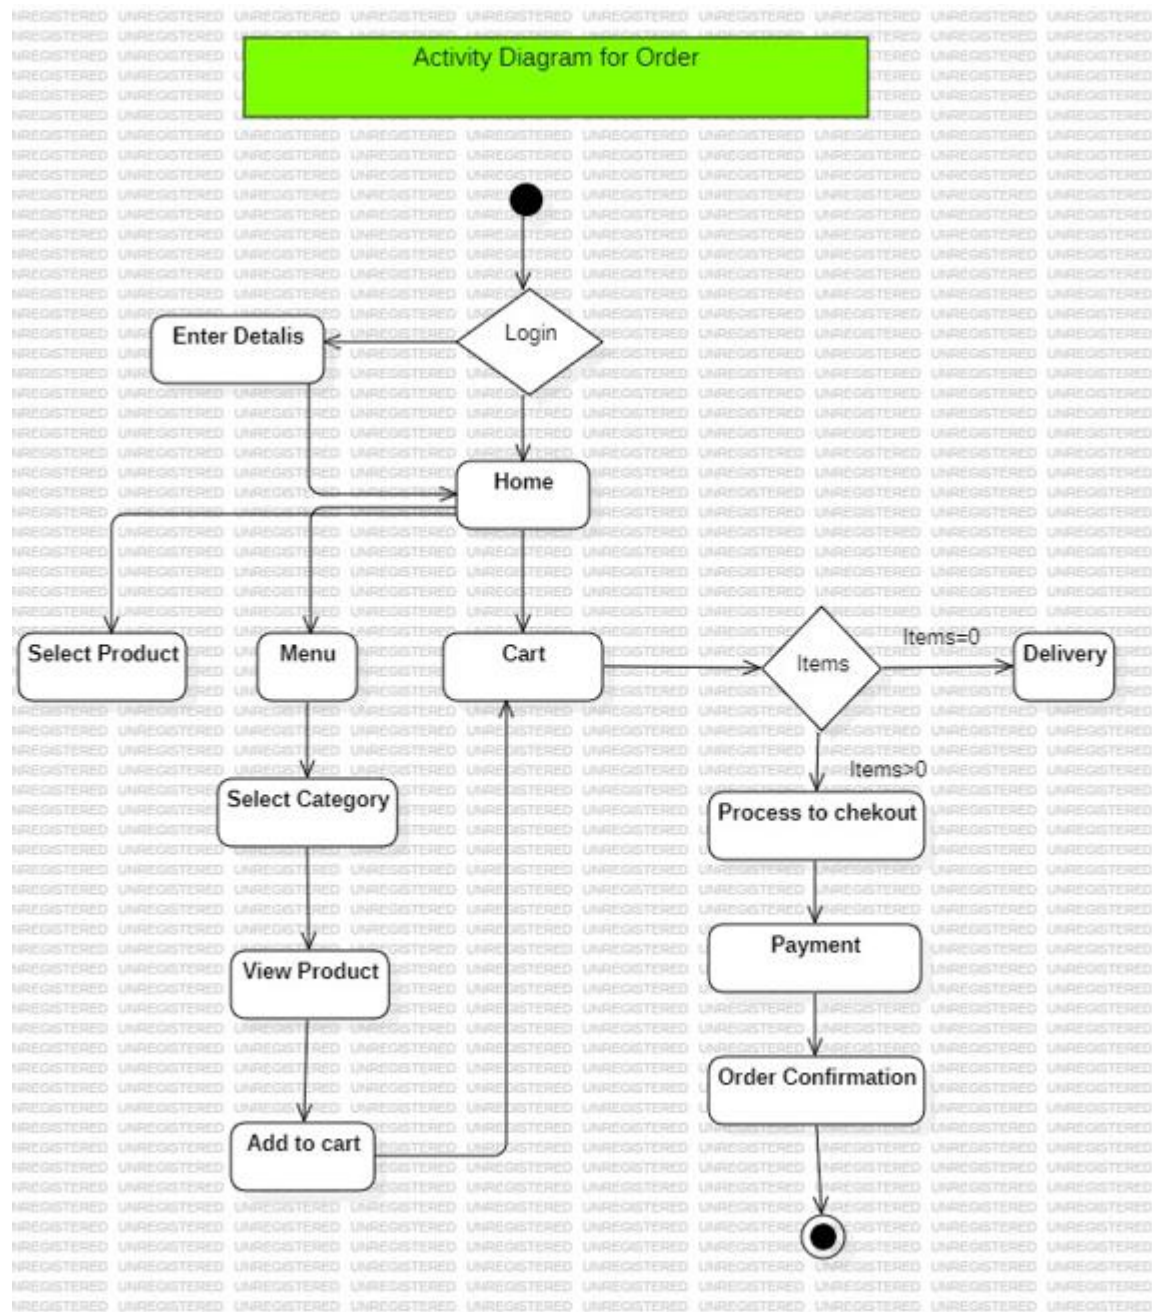 Activity Diagram for Order
Login
Enter Detalis
Home
Select Product
Menu
Cart
Items
Items=0
Delivery
Items>0
Select Category
Process to chekout
View Product
Payment
Order Confirmation
Add to cart
UNREGISTERED